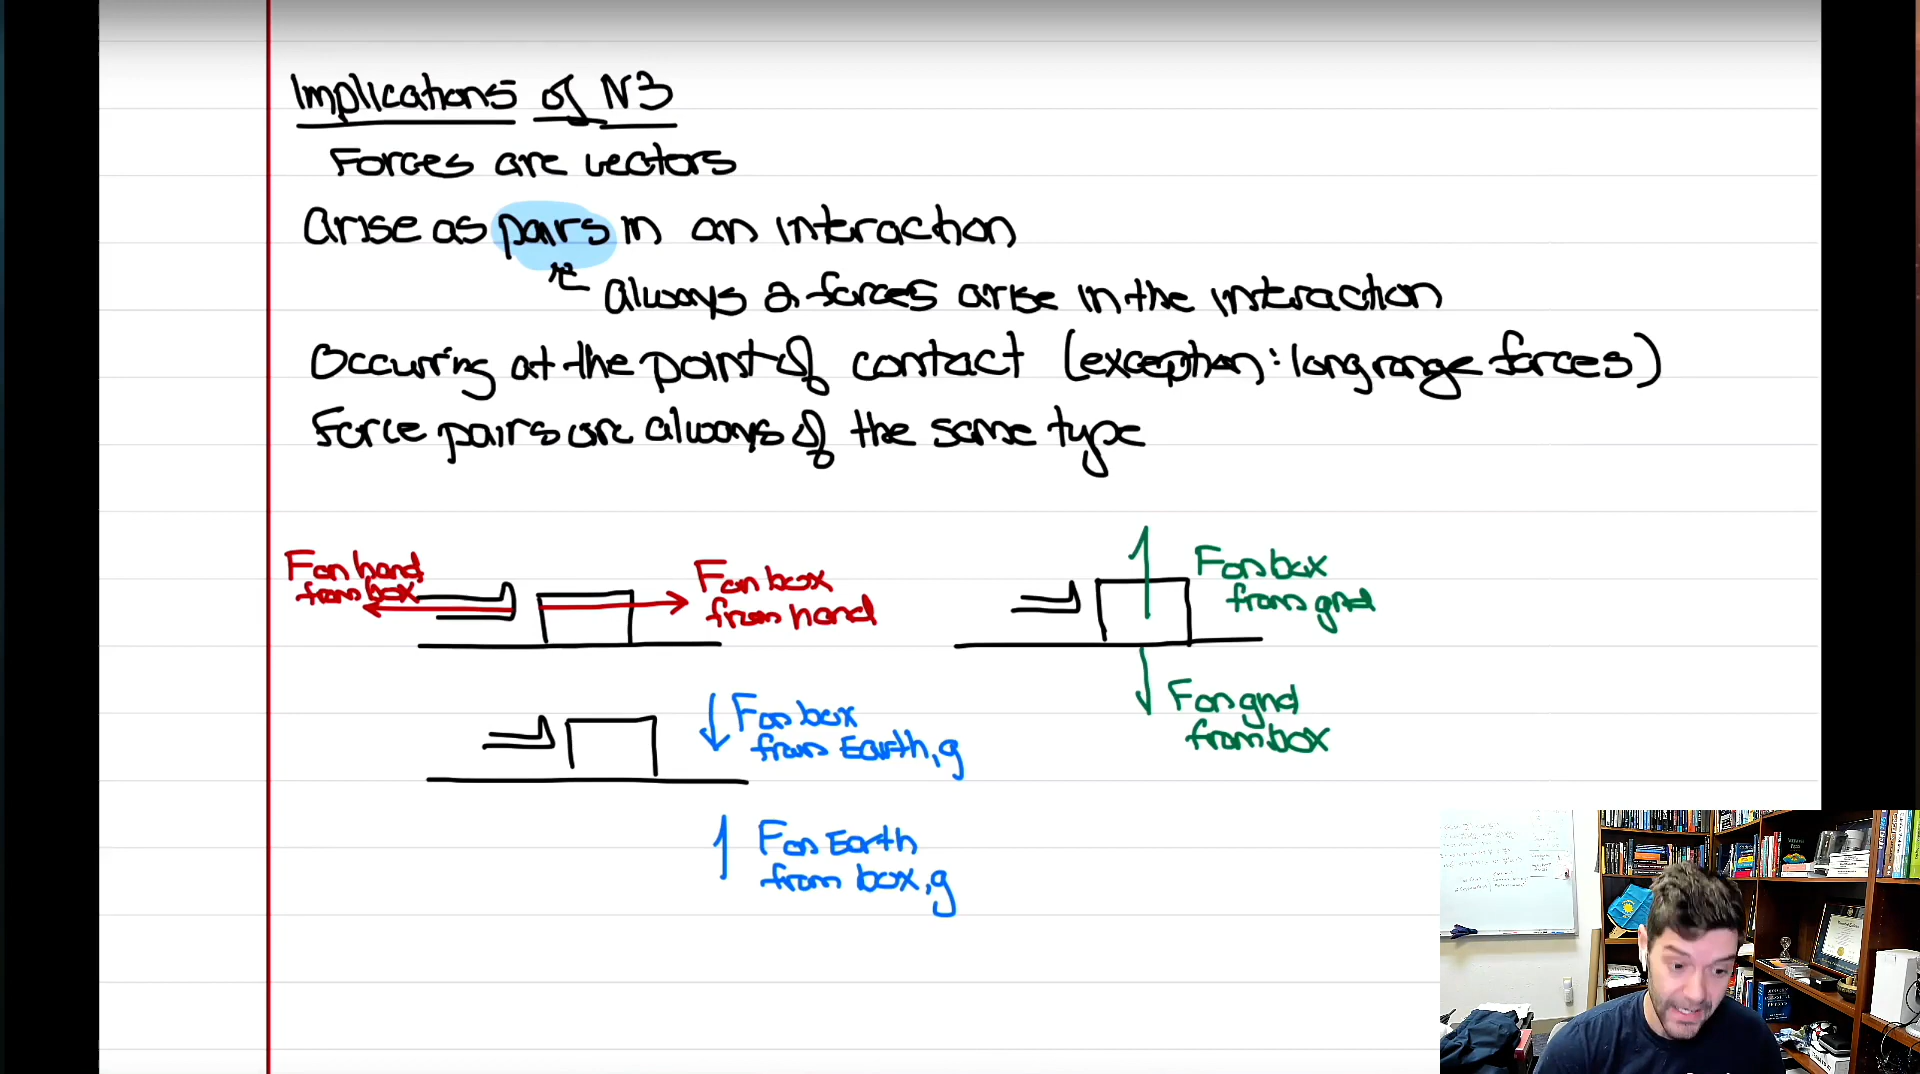 Implications of N3
Forces are vectors
Arise as pairs in an interaction
always 2 forces arise in the interaction
Occurring at the point of contact (exception: long range forces)
Force pairs are always of the same type
F on hand
from box
F on box
from hand
F on box
from gnd
F on gnd
from box
F on box
from Earth, g
F on Earth
from box, g